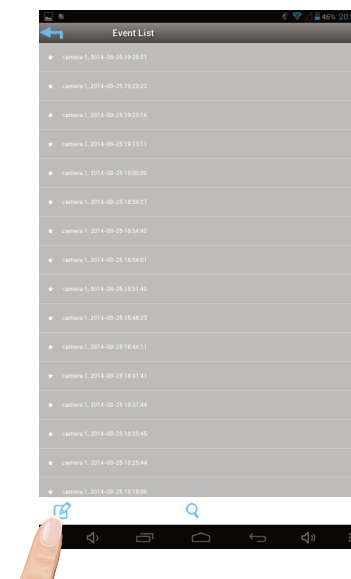 46% 20:
Event List
camera 1, 2014-08-25 19:28:51
camera 1, 2014-08-25 19:23:22
camera 1, 2014-08-25 19:23:16
camera 1, 2014-08-25 19:13:11
camera 1, 2014-08-25 19:00:00
camera 1, 2014-08-25 18:59:27
camera 1, 2014-08-25 18:54:40
camera 1, 2014-08-25 18:54:01
camera 1, 2014-08-25 18:51:40
camera 1, 2014-08-25 18:48:23
camera 1, 2014-08-25 18:44:11
camera 1, 2014-08-25 18:41:41
camera 1, 2014-08-25 18:37:44
camera 1, 2014-08-25 18:35:45
camera 1, 2014-08-25 18:25:44
camera 1, 2014-08-25 18:18:06